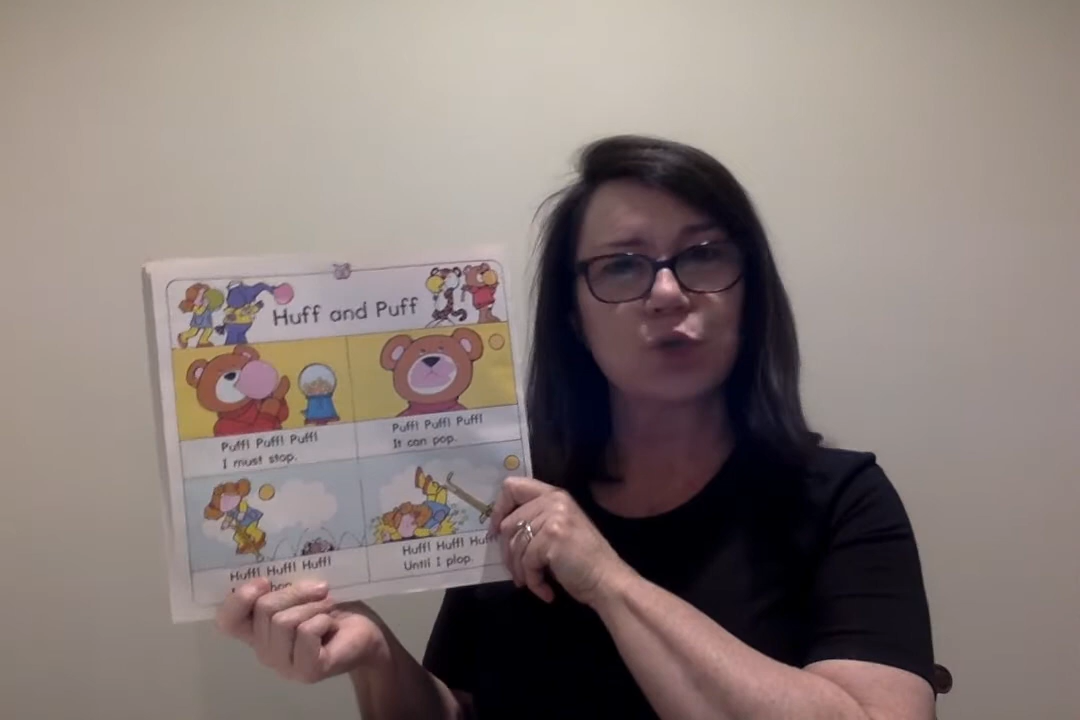 Huff and Puff
Puff! Puff! Puff!
I must stop.
Puff! Puff! Puff!
It can pop.
Huff! Huff! Huff!
Huff! Huff! Huff
Until I plop.